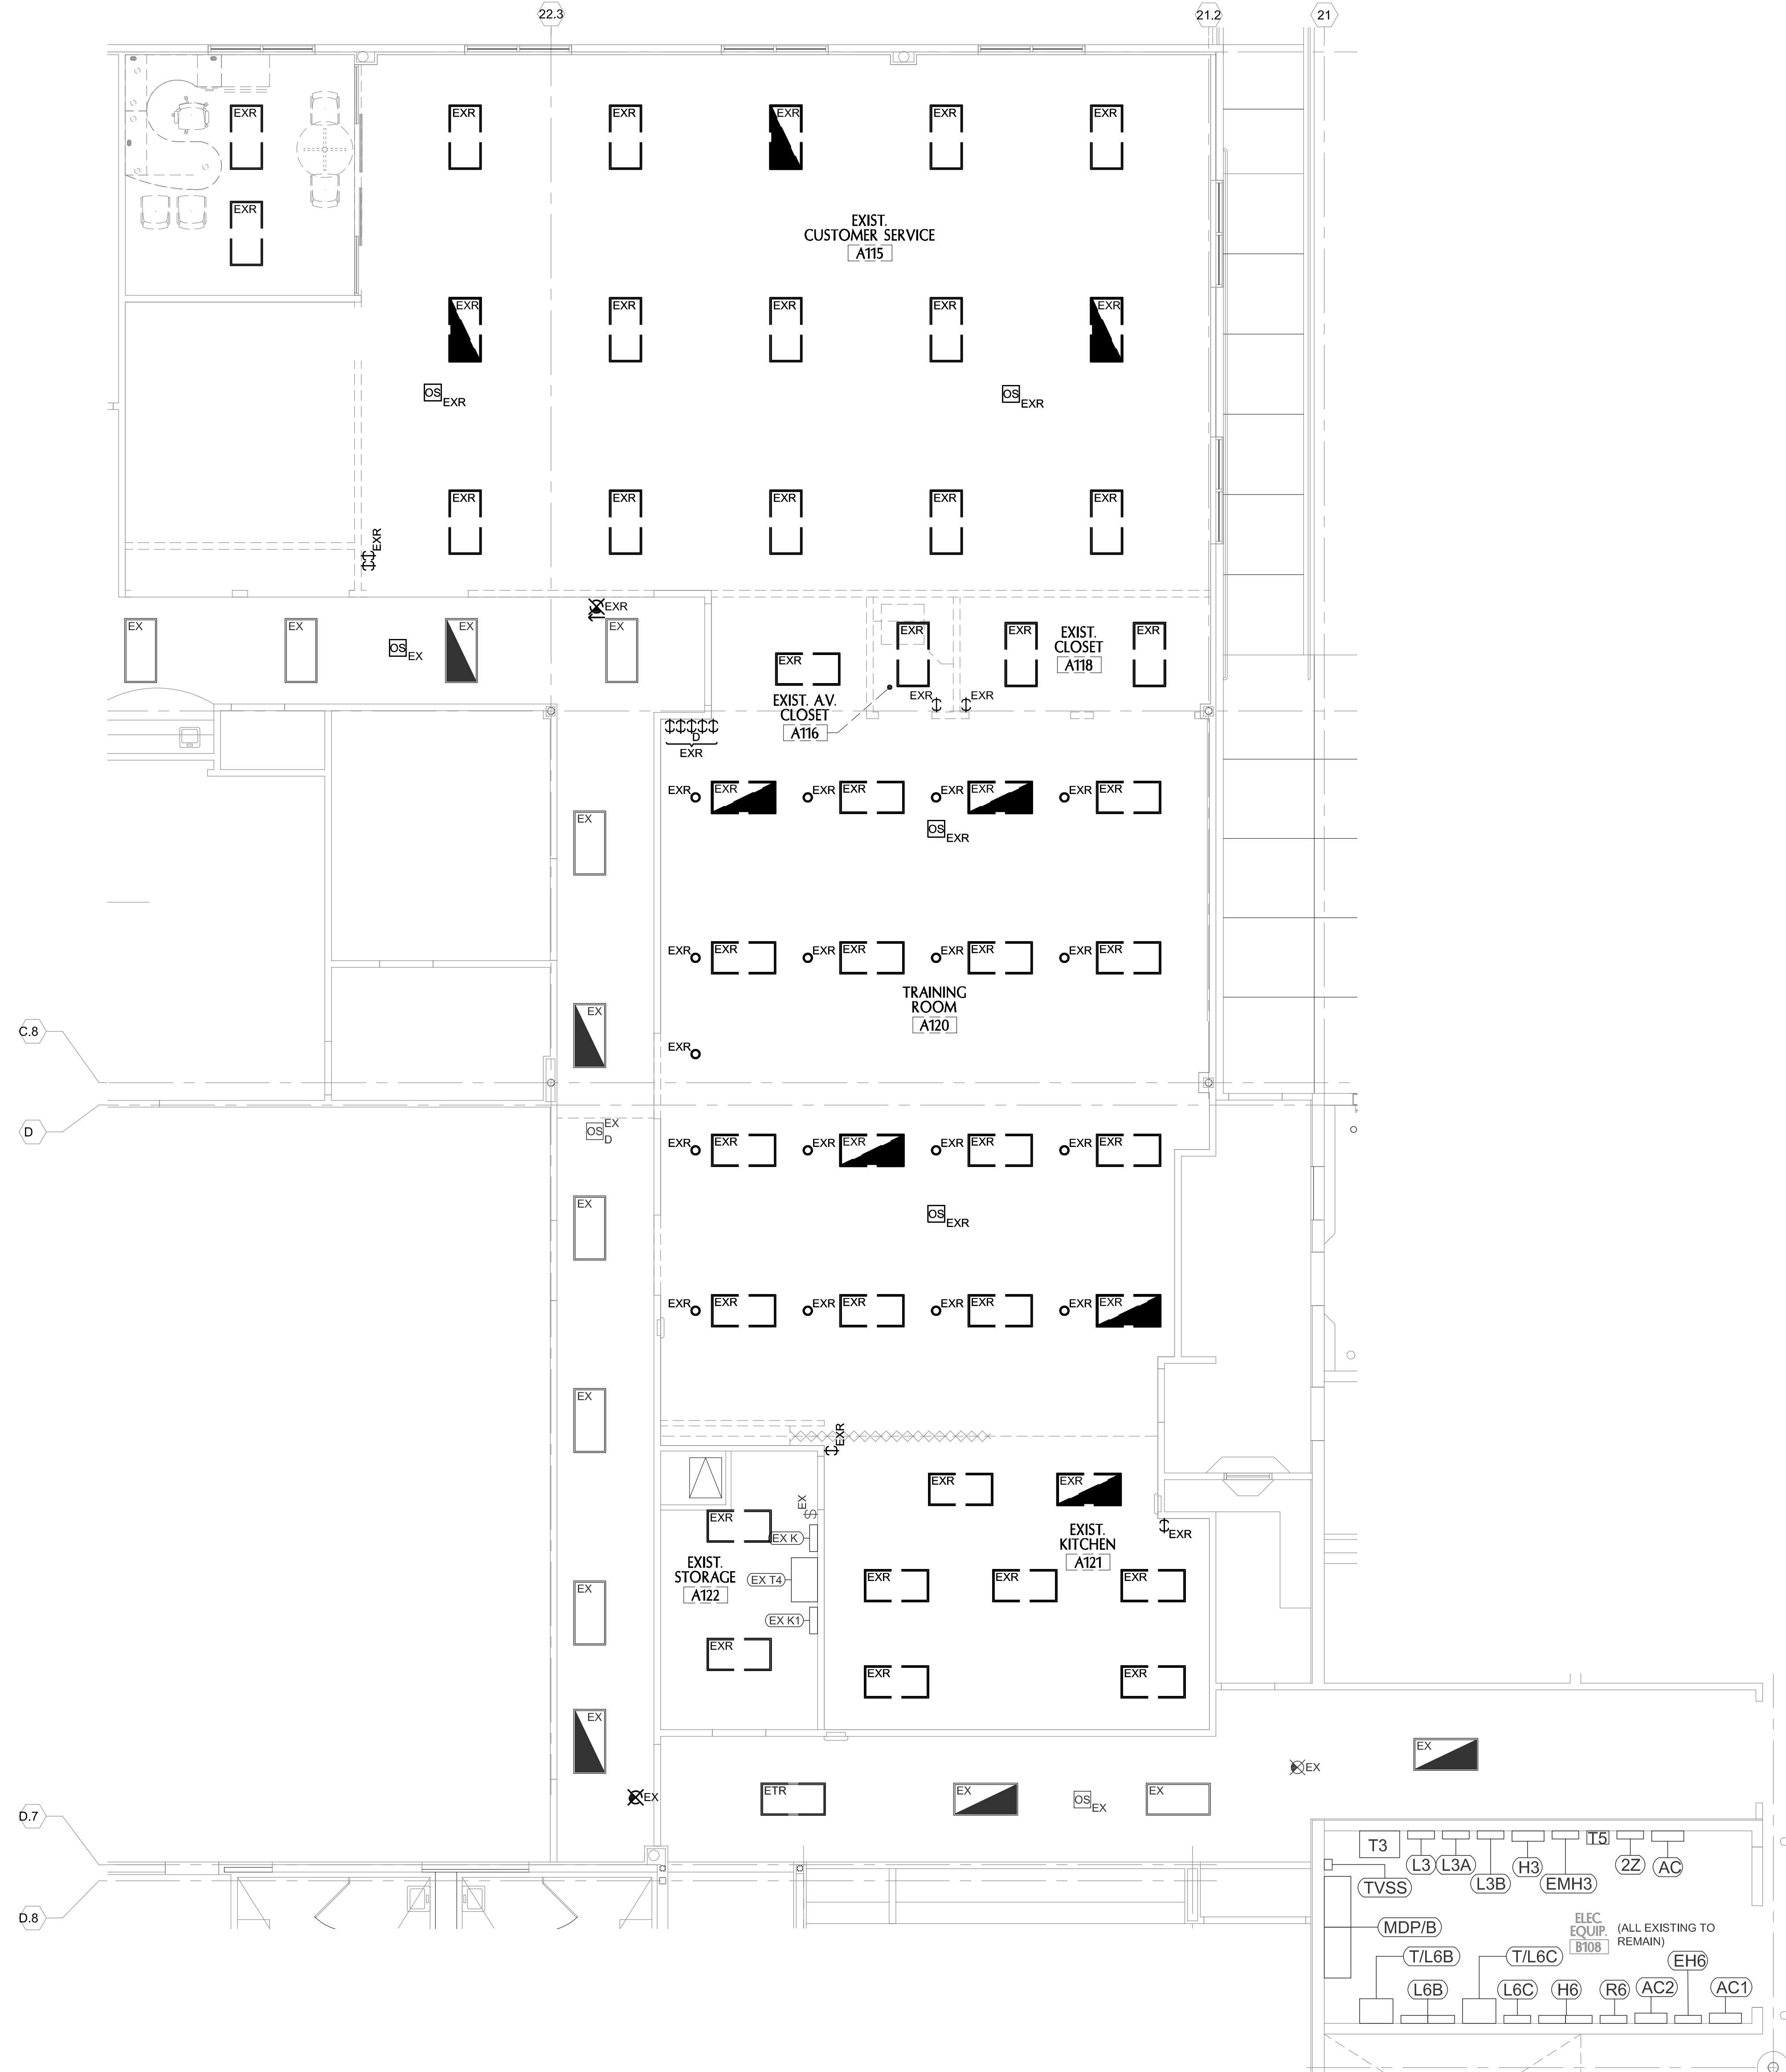 22.3
21.2
21
EXR
EXR
EXR
EXR
EXR
EXR
EXR
EXIST.
CUSTOMER SERVICE
A115
EXR
EXR
EXR
EXR
EXR
OS
EXR
OS
EXR
EXR
EXR
EXR
EXR
EXR
EXR
EXR
EX
EX
OS
EX
EX
EX
EXR
EXR
EXR
EXR
EXIST.
CLOSET
A118
EXR
EXIST. A.V.
CLOSET
A116
EXR
EXR
D
EXR
EXR
EXR
EXR
EXR
EXR
EXR
EXR
EXR
OS
EXR
EX
EXR
EXR
EXR
EXR
EXR
EXR
EXR
EXR
TRAINING
ROOM
A120
EX
C.8
EXR
D
OS
EX
D
EXR
EXR
EXR
EXR
EXR
EXR
EXR
EXR
EX
OS
EXR
EXR
EXR
EXR
EXR
EXR
EXR
EXR
EXR
EX
EXR
EXR
EXR
EX
EXR
EX K
EXIST.
KITCHEN
A121
EXR
EXIST.
STORAGE
A122
EX T4
EX K1
EX
EXR
EXR
EXR
EXR
EXR
EXR
EX
EX
ETR
EX
OS
EX
EX
EX
EX
D.7
D.8
T3
T5
L3
L3A
L3B
H3
EMH3
2Z
AC
TVSS
MDP/B
ELEC.
EQUIP.
B108
(ALL EXISTING TO
REMAIN)
T/L6B
T/L6C
EH6
L6B
L6C
H6
R6
AC2
AC1